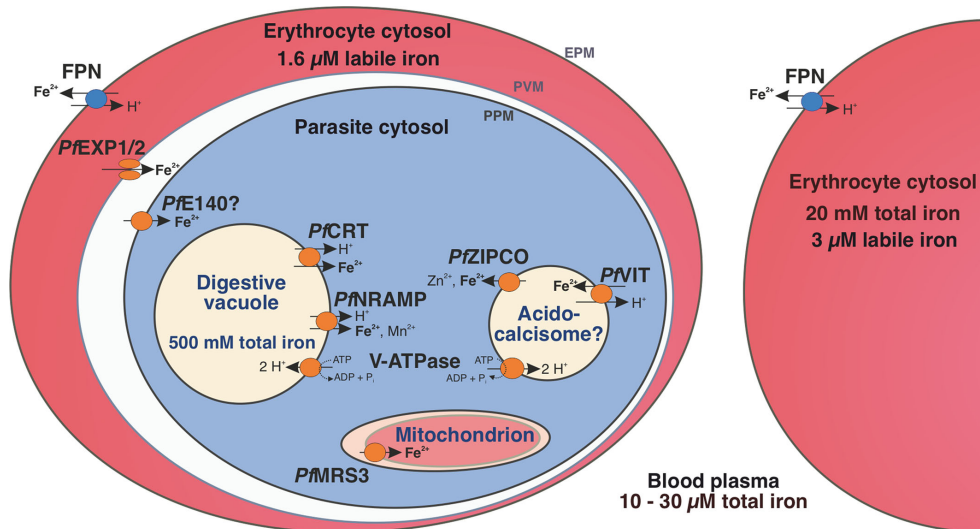 Erythrocyte cytosol
1.6 µM labile iron
EPM
PVM
PPM
FPN
Fe²⁺
H⁺
PfEXP1/2
Fe²⁺
PfE140?
Fe²⁺
Parasite cytosol
PfCRT
H⁺
Fe²⁺
Digestive
vacuole
500 mM total iron
PfNRAMP
H⁺
Fe²⁺, Mn²⁺
V-ATPase
2 H⁺
ATP
ADP + Pᵢ
PfZIPCO
Zn²⁺, Fe²⁺
PfVIT
Fe²⁺
H⁺
Acido-
calcisome?
ATP
ADP + Pᵢ
2 H⁺
Mitochondrion
Fe²⁺
PfMRS3
FPN
Fe²⁺
H⁺
Erythrocyte cytosol
20 mM total iron
3 µM labile iron
Blood plasma
10 - 30 µM total iron